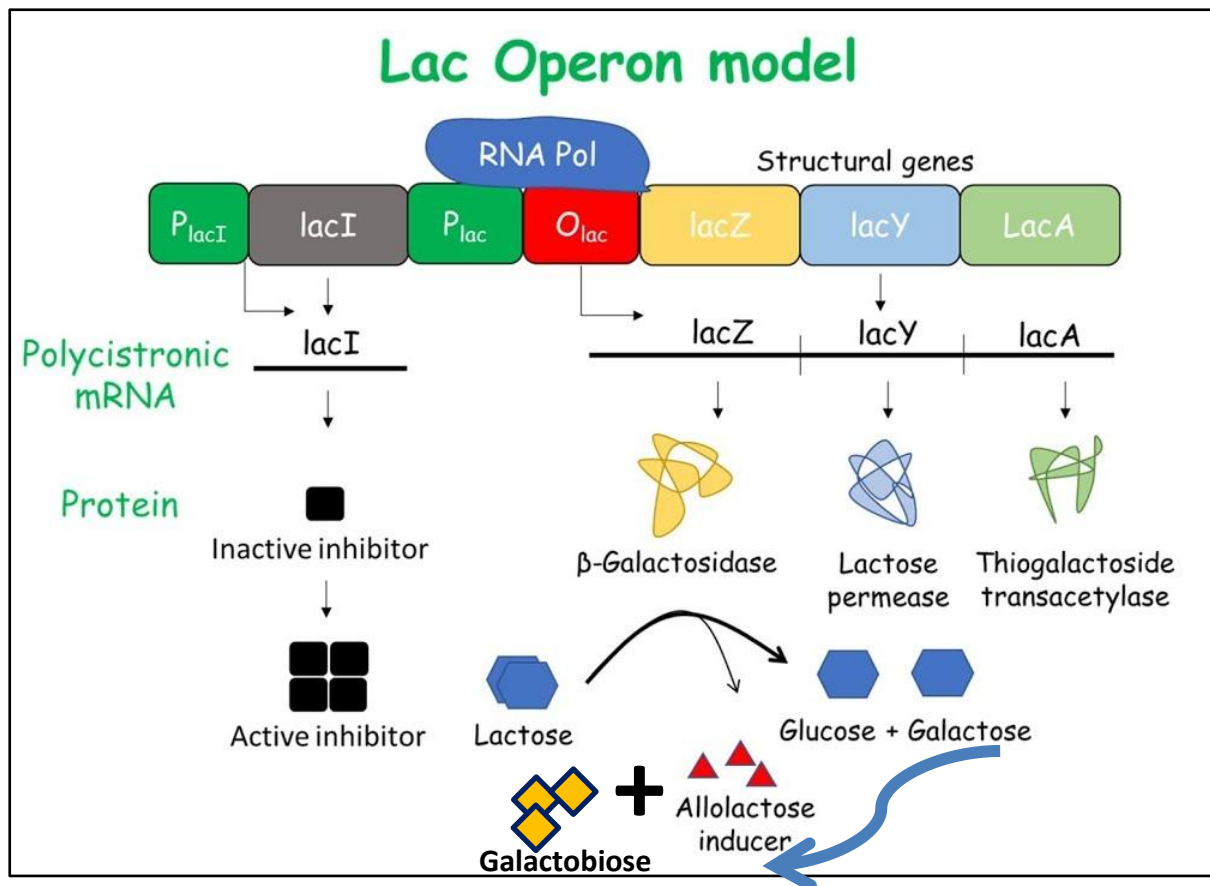 Lac Operon model
RNA Pol
Structural genes
PlacI
lacI
Plac
Olac
lacZ
lacY
LacA
Polycistronic
mRNA
lacI
lacZ
lacY
lacA
Protein
Inactive inhibitor
β-Galactosidase
Lactose
permease
Thiogalactoside
transacetylase
Active inhibitor
Lactose
Glucose + Galactose
+
Allolactose
inducer
Galactobiose